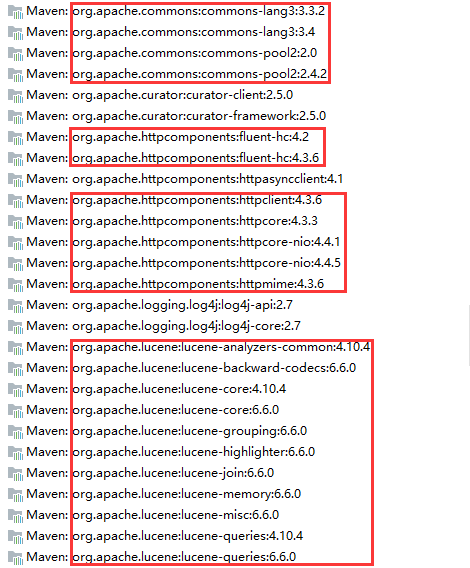 Maven: org.apache.commons:commons-lang3:3.3.2
Maven: org.apache.commons:commons-lang3:3.4
Maven: org.apache.commons:commons-pool2:2.0
Maven: org.apache.commons:commons-pool2:2.4.2
Maven: org.apache.curator:curator-client:2.5.0
Maven: org.apache.curator:curator-framework:2.5.0
Maven: org.apache.httpcomponents:fluent-hc:4.2
Maven: org.apache.httpcomponents:fluent-hc:4.3.6
Maven: org.apache.httpcomponents:httpasyncclient:4.1
Maven: org.apache.httpcomponents:httpclient:4.3.6
Maven: org.apache.httpcomponents:httpcore:4.3.3
Maven: org.apache.httpcomponents:httpcore-nio:4.4.1
Maven: org.apache.httpcomponents:httpcore-nio:4.4.5
Maven: org.apache.httpcomponents:httpmime:4.3.6
Maven: org.apache.logging.log4j:log4j-api:2.7
Maven: org.apache.logging.log4j:log4j-core:2.7
Maven: org.apache.lucene:lucene-analyzers-common:4.10.4
Maven: org.apache.lucene:lucene-backward-codecs:6.6.0
Maven: org.apache.lucene:lucene-core:4.10.4
Maven: org.apache.lucene:lucene-core:6.6.0
Maven: org.apache.lucene:lucene-grouping:6.6.0
Maven: org.apache.lucene:lucene-highlighter:6.6.0
Maven: org.apache.lucene:lucene-join:6.6.0
Maven: org.apache.lucene:lucene-memory:6.6.0
Maven: org.apache.lucene:lucene-misc:6.6.0
Maven: org.apache.lucene:lucene-queries:4.10.4
Maven: org.apache.lucene:lucene-queries:6.6.0